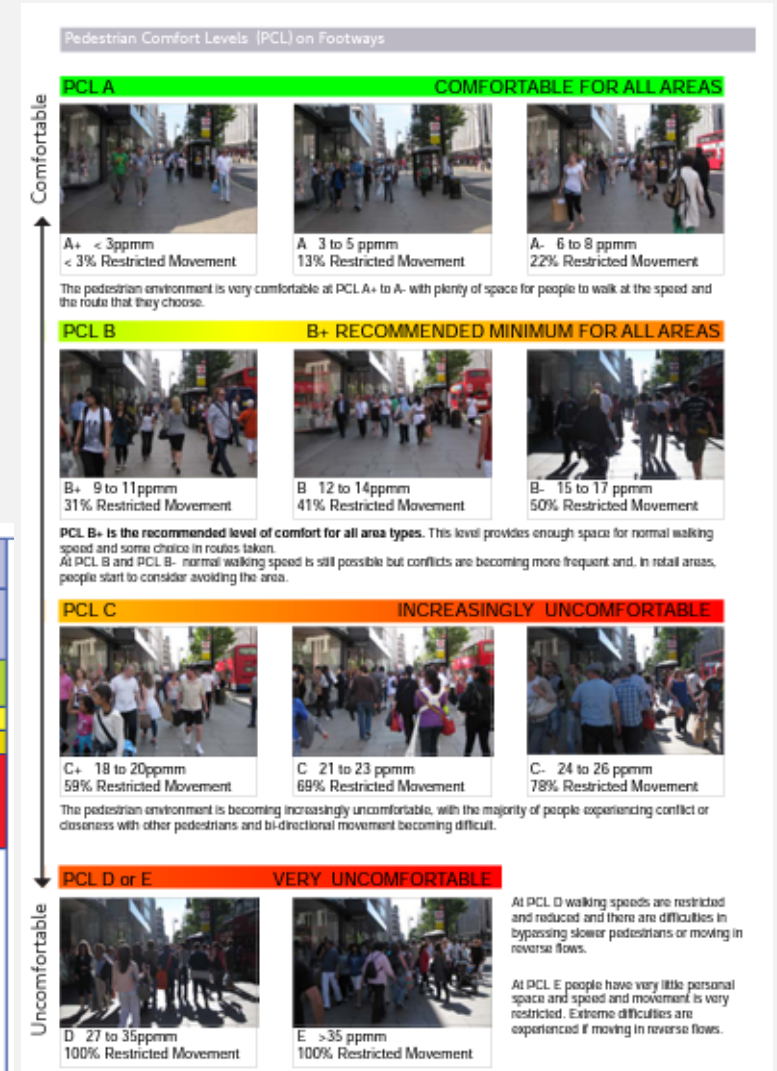 Pedestrian Comfort Levels (PCL) on Footways
Comfortable
PCL A COMFORTABLE FOR ALL AREAS
A+ < 3ppmm
< 3% Restricted Movement
A 3 to 5 ppmm
13% Restricted Movement
A- 6 to 8 ppmm
22% Restricted Movement
The pedestrian environment is very comfortable at PCL A+ to A- with plenty of space for people to walk at the speed and
the route that they choose.
PCL B B+ RECOMMENDED MINIMUM FOR ALL AREAS
B+ 9 to 11ppmm
31% Restricted Movement
B 12 to 14ppmm
41% Restricted Movement
B- 15 to 17 ppmm
50% Restricted Movement
PCL B+ is the recommended level of comfort for all area types. This level provides enough space for normal walking
speed and some choice in routes taken.
At PCL B and PCL B- normal walking speed is still possible but conflicts are becoming more frequent and, in retail areas,
people start to consider avoiding the area.
PCL C INCREASINGLY UNCOMFORTABLE
C+ 18 to 20ppmm
59% Restricted Movement
C 21 to 23 ppmm
69% Restricted Movement
C- 24 to 26 ppmm
78% Restricted Movement
The pedestrian environment is becoming increasingly uncomfortable, with the majority of people experiencing conflict or
closeness with other pedestrians and bi-directional movement becoming difficult.
PCL D or E VERY UNCOMFORTABLE
Uncomfortable
D 27 to 35ppmm
100% Restricted Movement
E >35 ppmm
100% Restricted Movement
At PCL D walking speeds are restricted
and reduced and there are difficulties in
bypassing slower pedestrians or moving in
reverse flows.
At PCL E people have very little personal
space and speed and movement is very
restricted. Extreme difficulties are
experienced if moving in reverse flows.